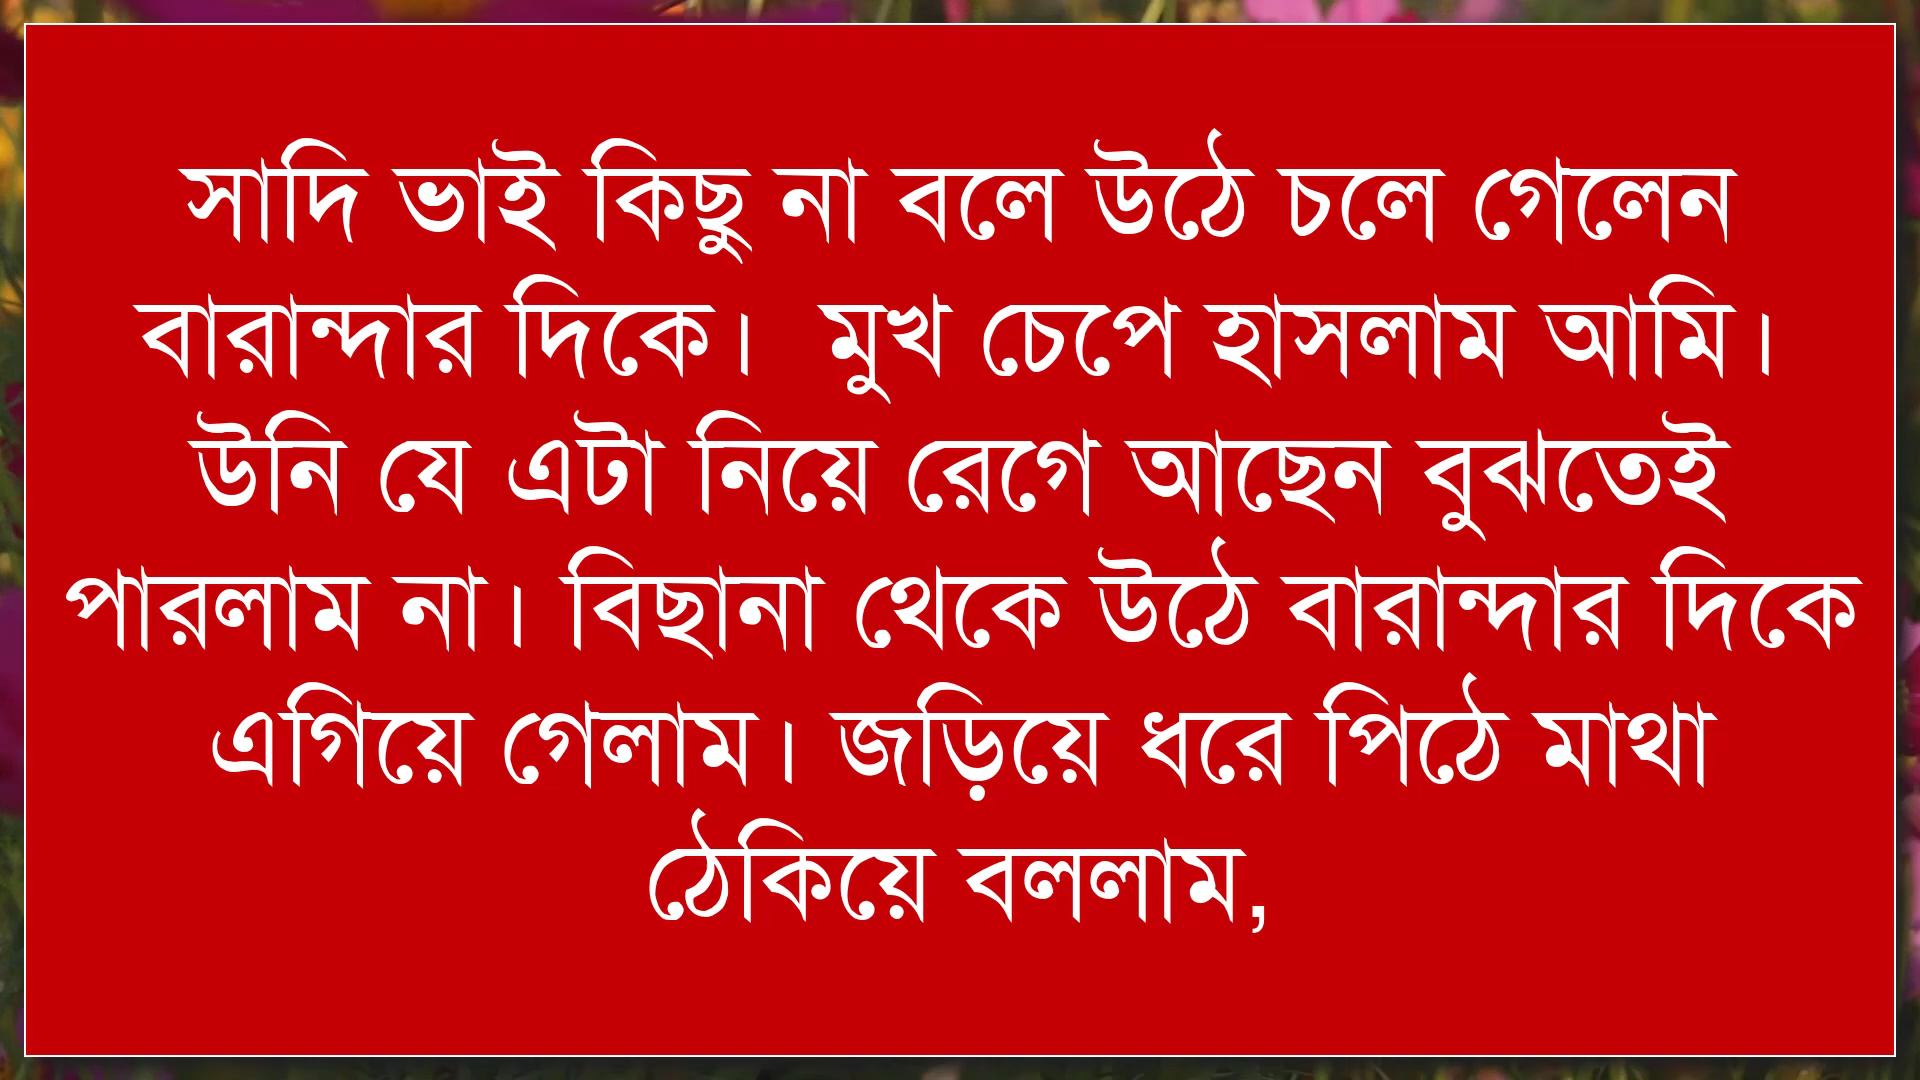 সাদি ভাই কিছু না বলে উঠে চলে গেলেন
বারান্দার দিকে।  মুখ চেপে হাসলাম আমি।
উনি যে এটা নিয়ে রেগে আছেন বুঝতেই
পারলাম না। বিছানা থেকে উঠে বারান্দার দিকে
এগিয়ে গেলাম। জড়িয়ে ধরে পিঠে মাথা
ঠেকিয়ে বললাম,